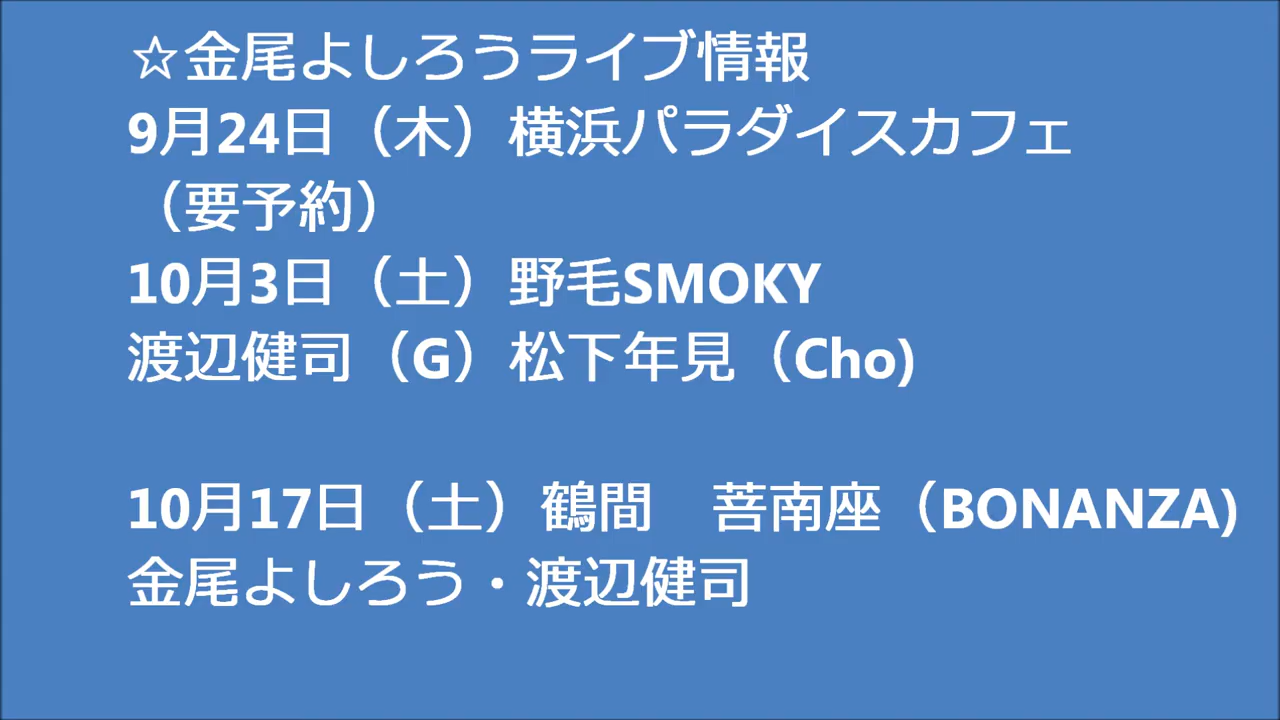 ☆金尾よしろうライブ情報
9月24日（木）横浜パラダイスカフェ
（要予約）
10月3日（土）野毛SMOKY
渡辺健司（G）松下年見（Cho)
10月17日（土）鶴間　菩南座（BONANZA)
金尾よしろう・渡辺健司